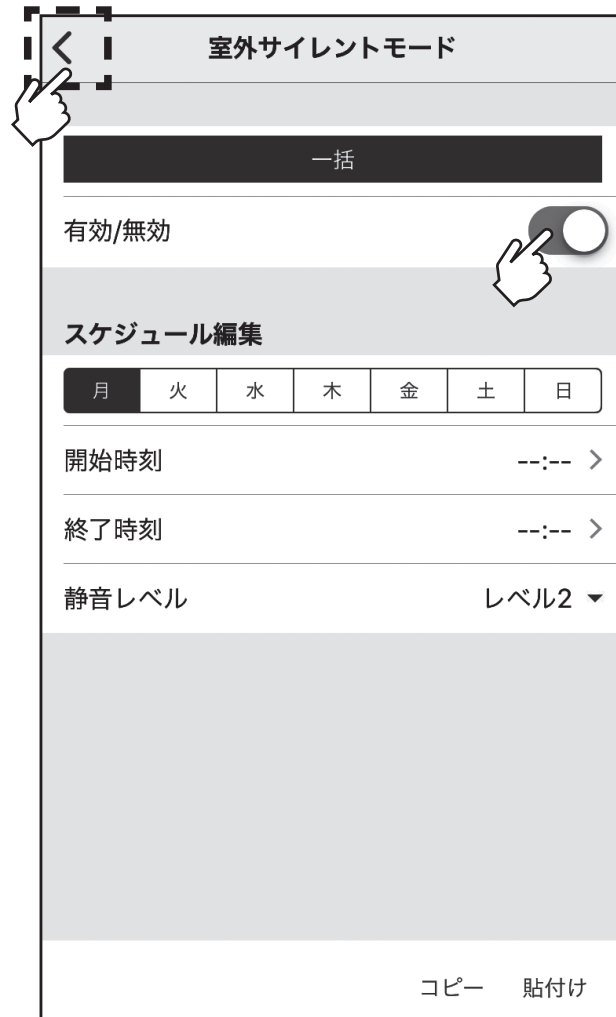 室外サイレントモード
一括
有効/無効
スケジュール編集
月 火 水 木 金 土 日
開始時刻 --:--
終了時刻 --:--
静音レベル レベル2
コピー 貼付け